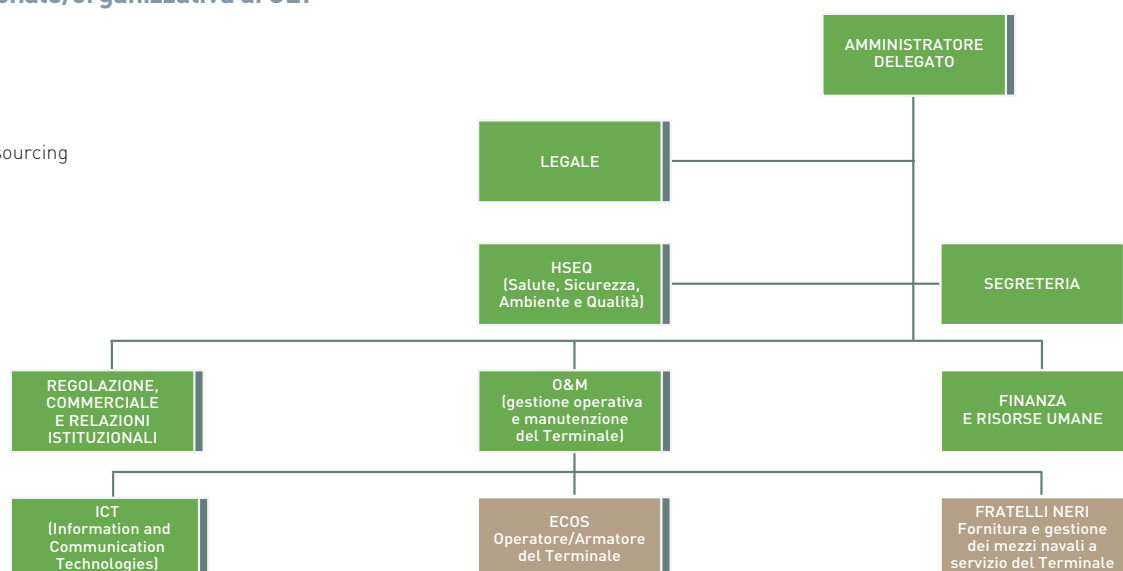 AMMINISTRATORE
DELEGATO
sourcing
LEGALE
HSEQ
(Salute, Sicurezza,
Ambiente e Qualità)
SEGRETERIA
REGOLAZIONE,
COMMERCIALE
E RELAZIONI
ISTITUZIONALI
O&M
(gestione operativa
e manutenzione
del Terminale)
FINANZA
E RISORSE UMANE
ICT
(Information and
Communication
Technologies)
ECOS
Operatore/Armatore
del Terminale
FRATELLI NERI
Fornitura e gestione
dei mezzi navali a
servizio del Terminale